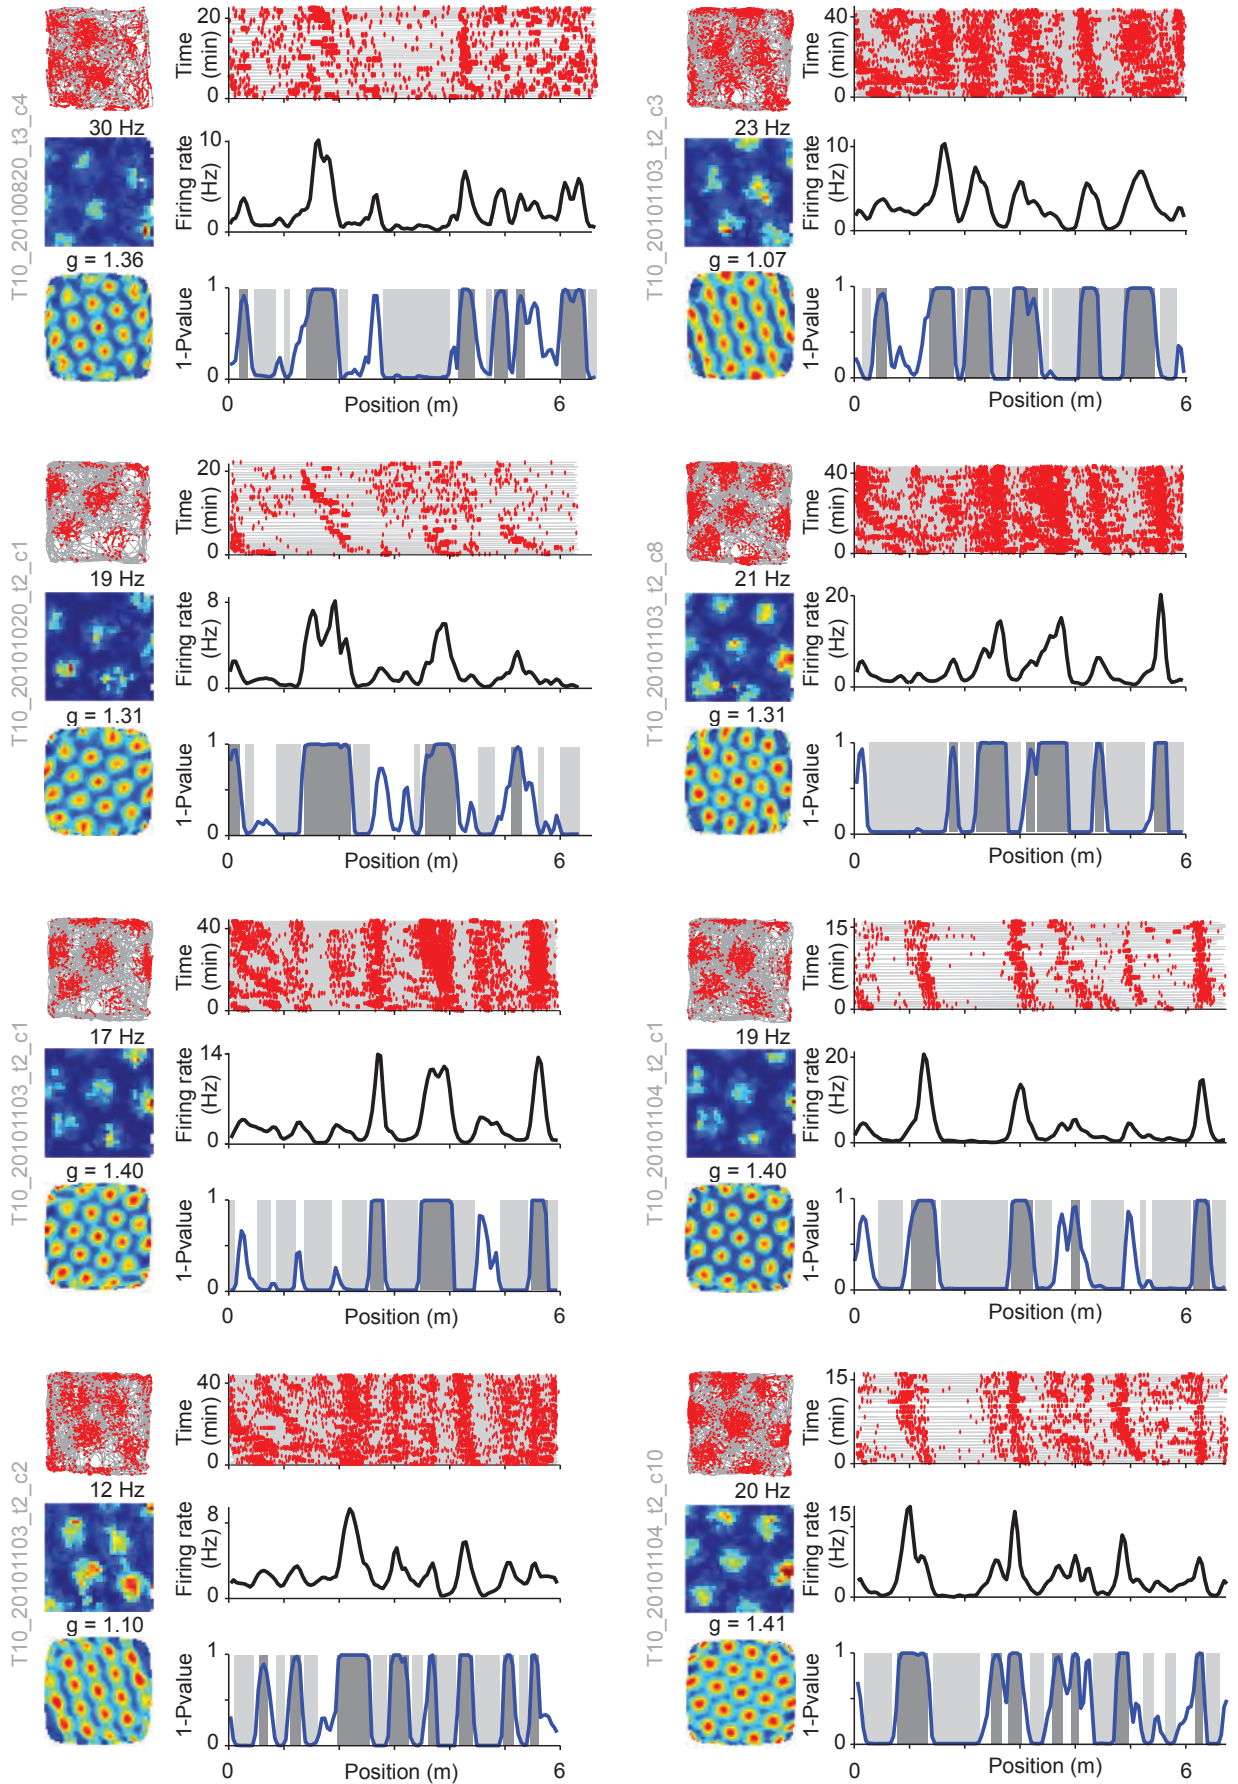 T10_20100820_t3_c4
30 Hz
g = 1.36
Time
(min)
20
0
Firing rate
(Hz)
10
0
1-Pvalue
1
0
0
Position (m)
6
T10_20101103_t2_c3
23 Hz
g = 1.07
Time
(min)
40
0
Firing rate
(Hz)
10
0
1-Pvalue
1
0
0
Position (m)
6
T10_20101020_t2_c1
19 Hz
g = 1.31
Time
(min)
20
0
Firing rate
(Hz)
8
0
1-Pvalue
1
0
0
Position (m)
6
T10_20101103_t2_c8
21 Hz
g = 1.31
Time
(min)
40
0
Firing rate
(Hz)
20
0
1-Pvalue
1
0
0
Position (m)
6
T10_20101103_t2_c1
17 Hz
g = 1.40
Time
(min)
40
0
Firing rate
(Hz)
14
0
1-Pvalue
1
0
0
Position (m)
6
T10_20101104_t2_c1
19 Hz
g = 1.40
Time
(min)
15
0
Firing rate
(Hz)
20
0
1-Pvalue
1
0
0
Position (m)
6
T10_20101103_t2_c2
12 Hz
g = 1.10
Time
(min)
40
0
Firing rate
(Hz)
8
0
1-Pvalue
1
0
0
Position (m)
6
T10_20101104_t2_c10
20 Hz
g = 1.41
Time
(min)
15
0
Firing rate
(Hz)
15
0
1-Pvalue
1
0
0
Position (m)
6